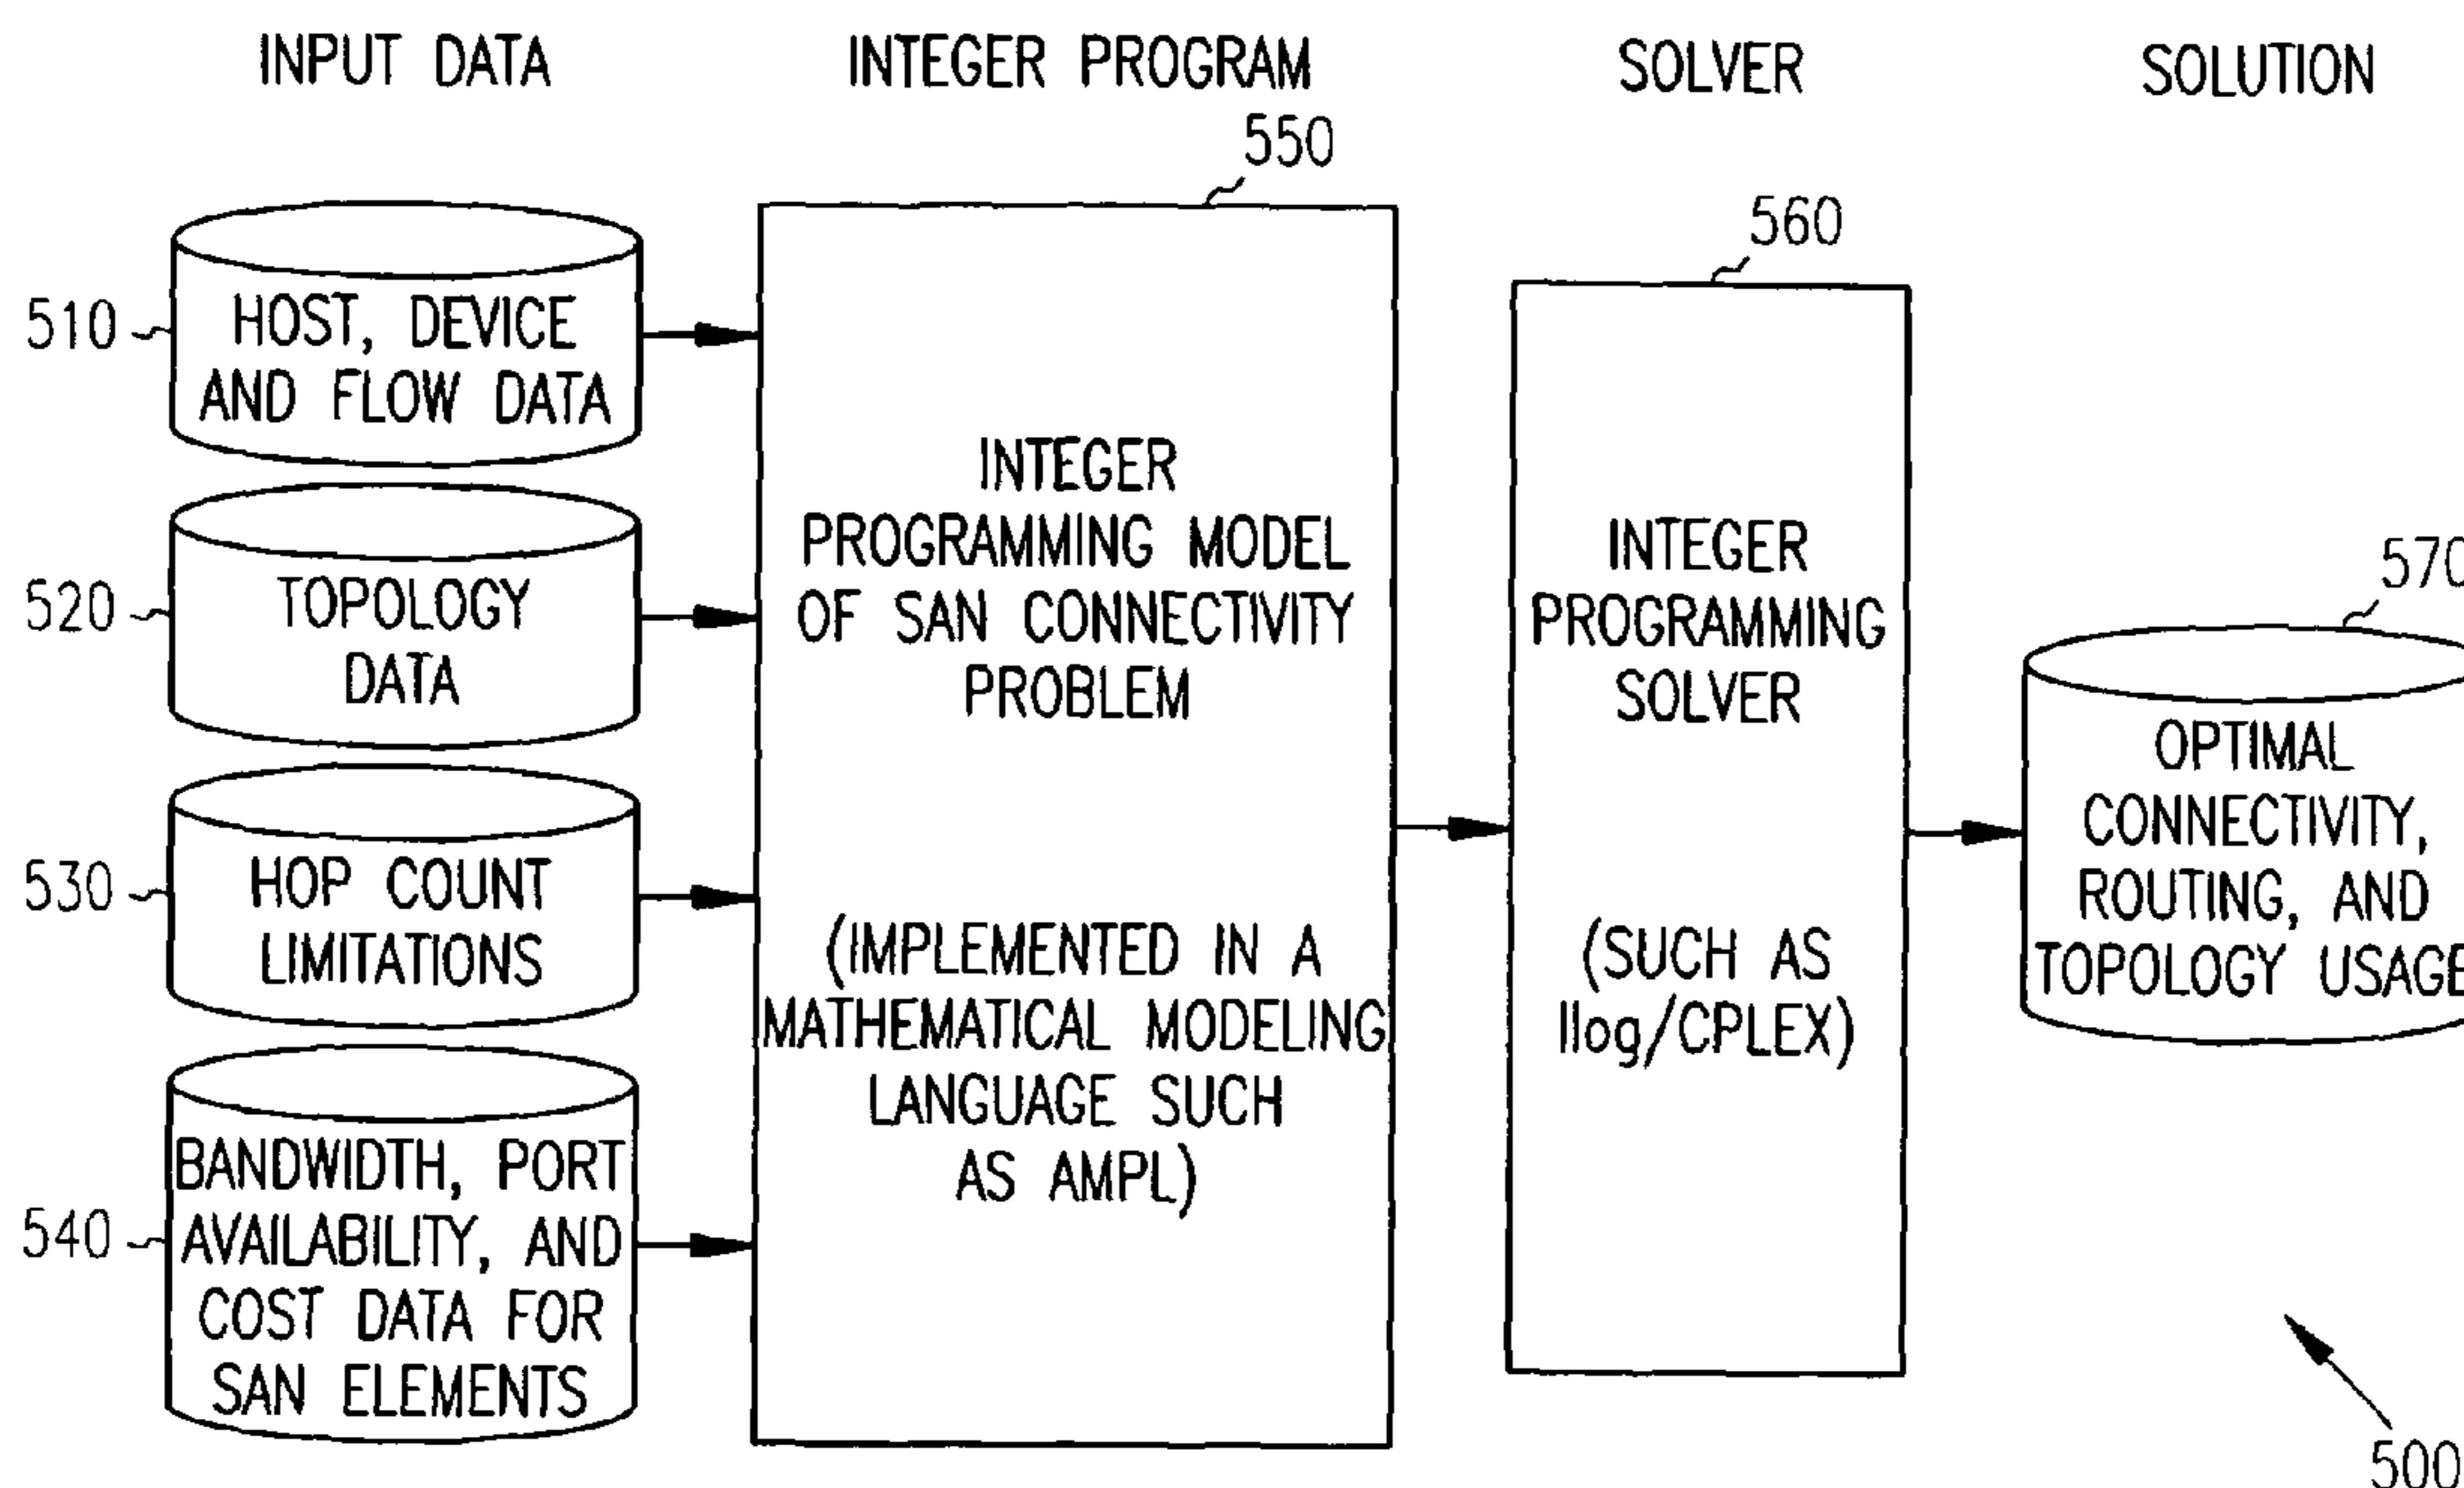 INPUT DATA
INTEGER PROGRAM
SOLVER
SOLUTION
550
560
570
510
HOST, DEVICE
AND FLOW DATA
520
TOPOLOGY
DATA
530
HOP COUNT
LIMITATIONS
540
BANDWIDTH, PORT
AVAILABILITY, AND
COST DATA FOR
SAN ELEMENTS
INTEGER
PROGRAMMING MODEL
OF SAN CONNECTIVITY
PROBLEM
(IMPLEMENTED IN A
MATHEMATICAL MODELING
LANGUAGE SUCH
AS AMPL)
INTEGER
PROGRAMMING
SOLVER
(SUCH AS
Ilog/CPLEX)
OPTIMAL
CONNECTIVITY,
ROUTING, AND
TOPOLOGY USAGE
500